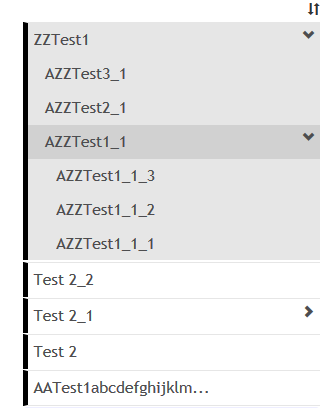 ZZTest1
AZZTest3_1
AZZTest2_1
AZZTest1_1
AZZTest1_1_3
AZZTest1_1_2
AZZTest1_1_1
Test 2_2
Test 2_1
Test 2
AATest1abcdefghijklm...